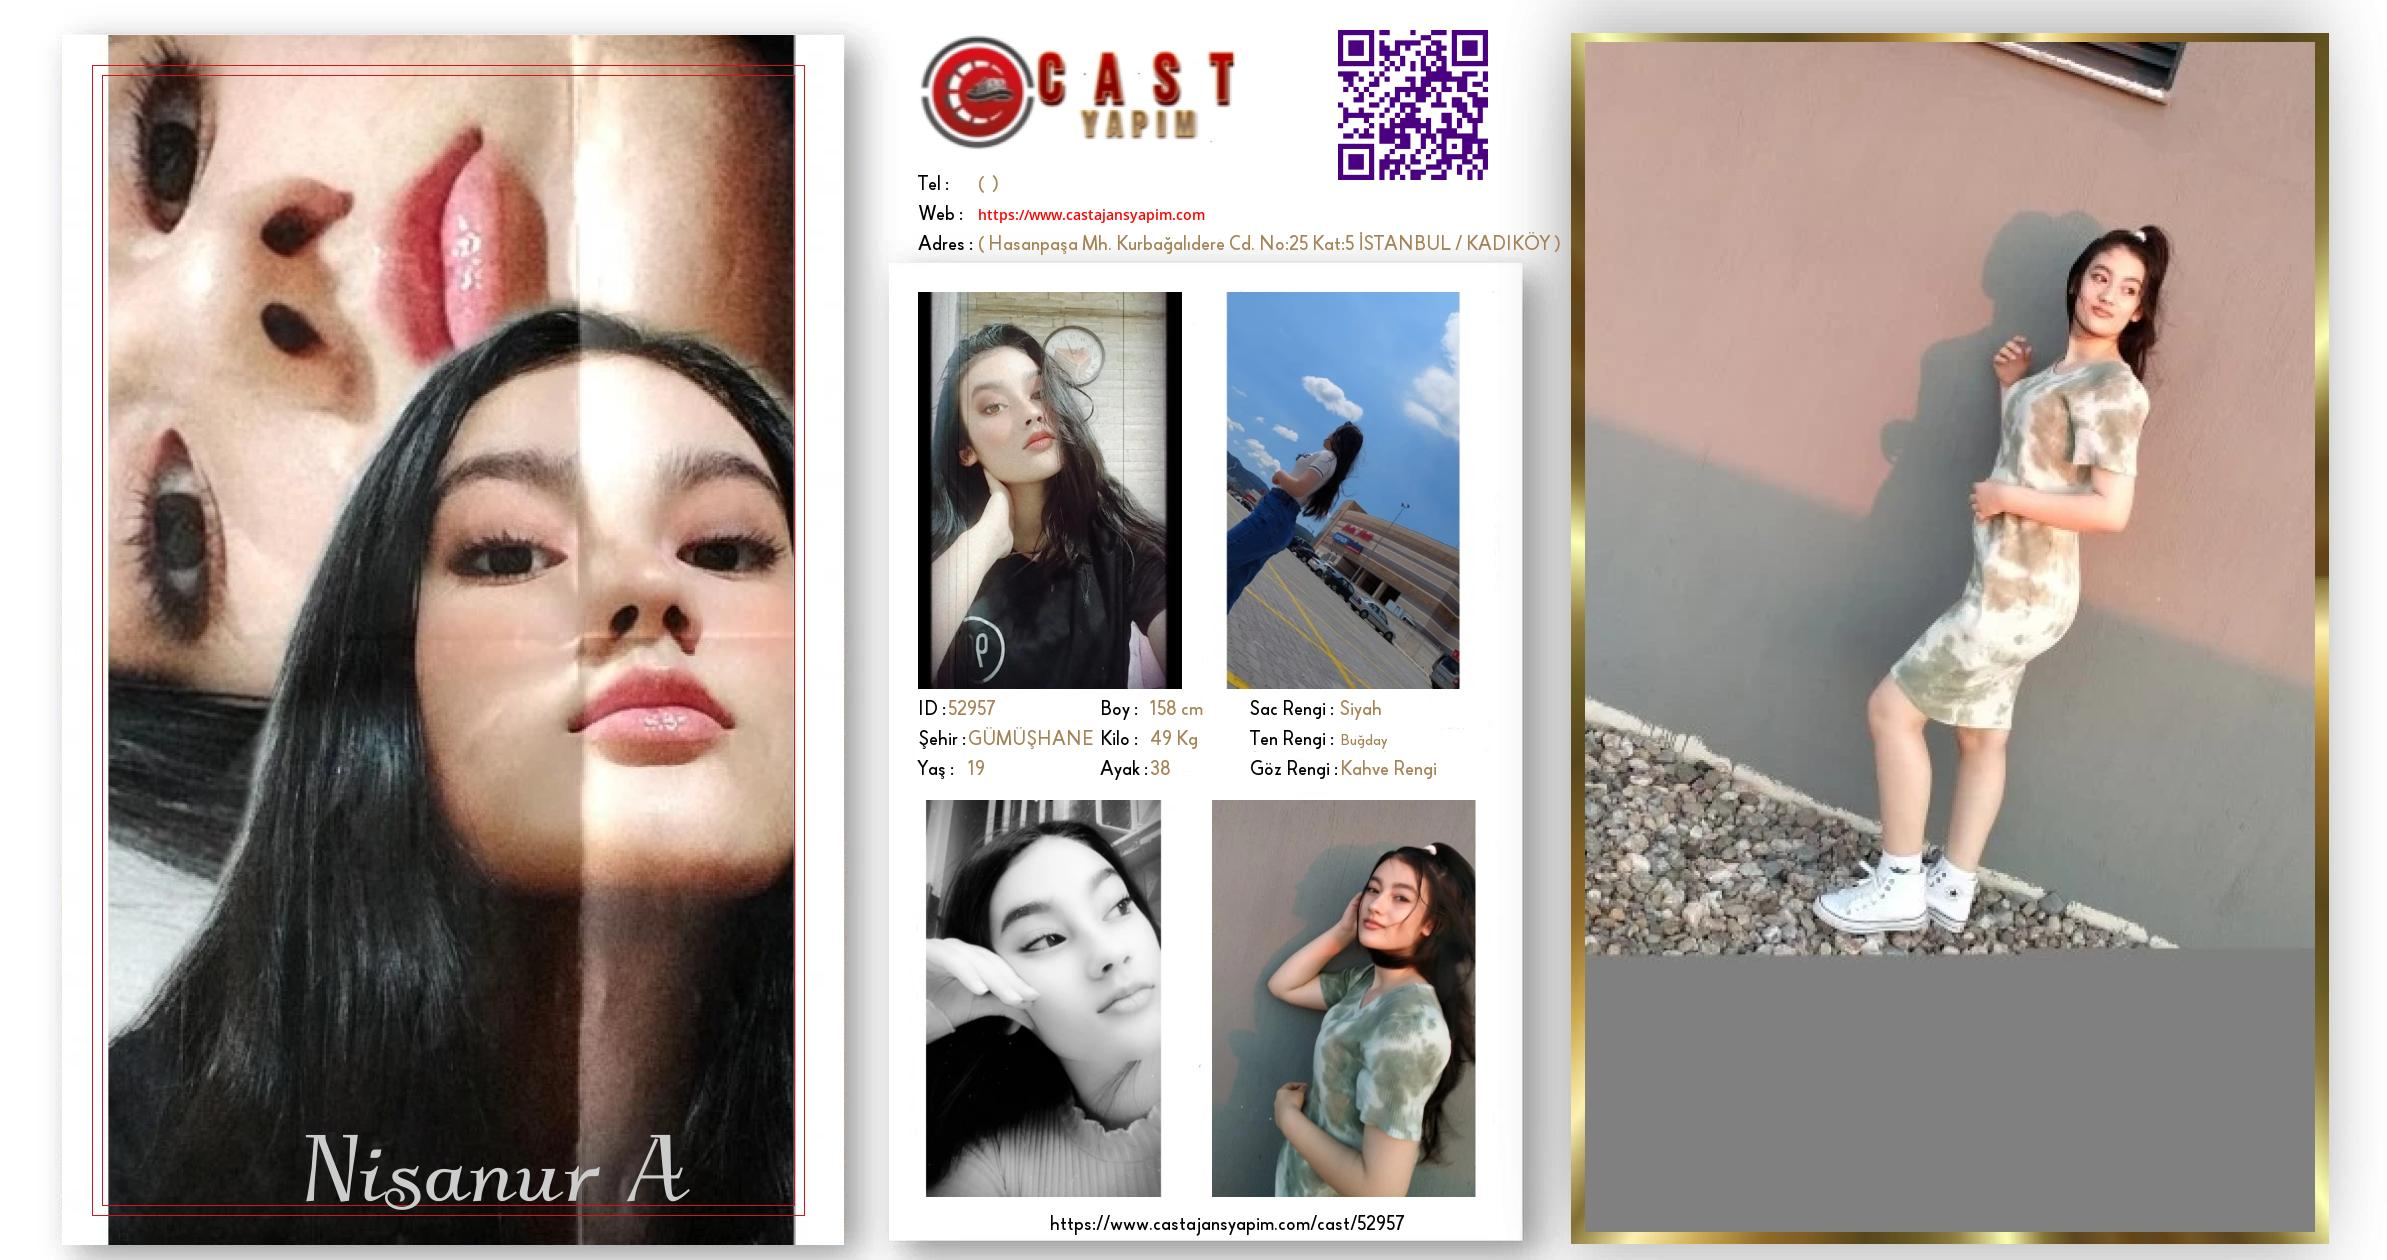 CAST
YAPIM
Tel : ( )
Web : https://www.castajansyapim.com
Adres : ( Hasanpaşa Mh. Kurbağalıdere Cd. No:25 Kat:5 İSTANBUL / KADIKÖY )
ID : 52957 Boy : 158 cm Sac Rengi : Siyah
Şehir : GÜMÜŞHANE Kilo : 49 Kg Ten Rengi : Buğday
Yaş : 19 Ayak : 38 Göz Rengi : Kahve Rengi
Nisanur A
https://www.castajansyapim.com/cast/52957